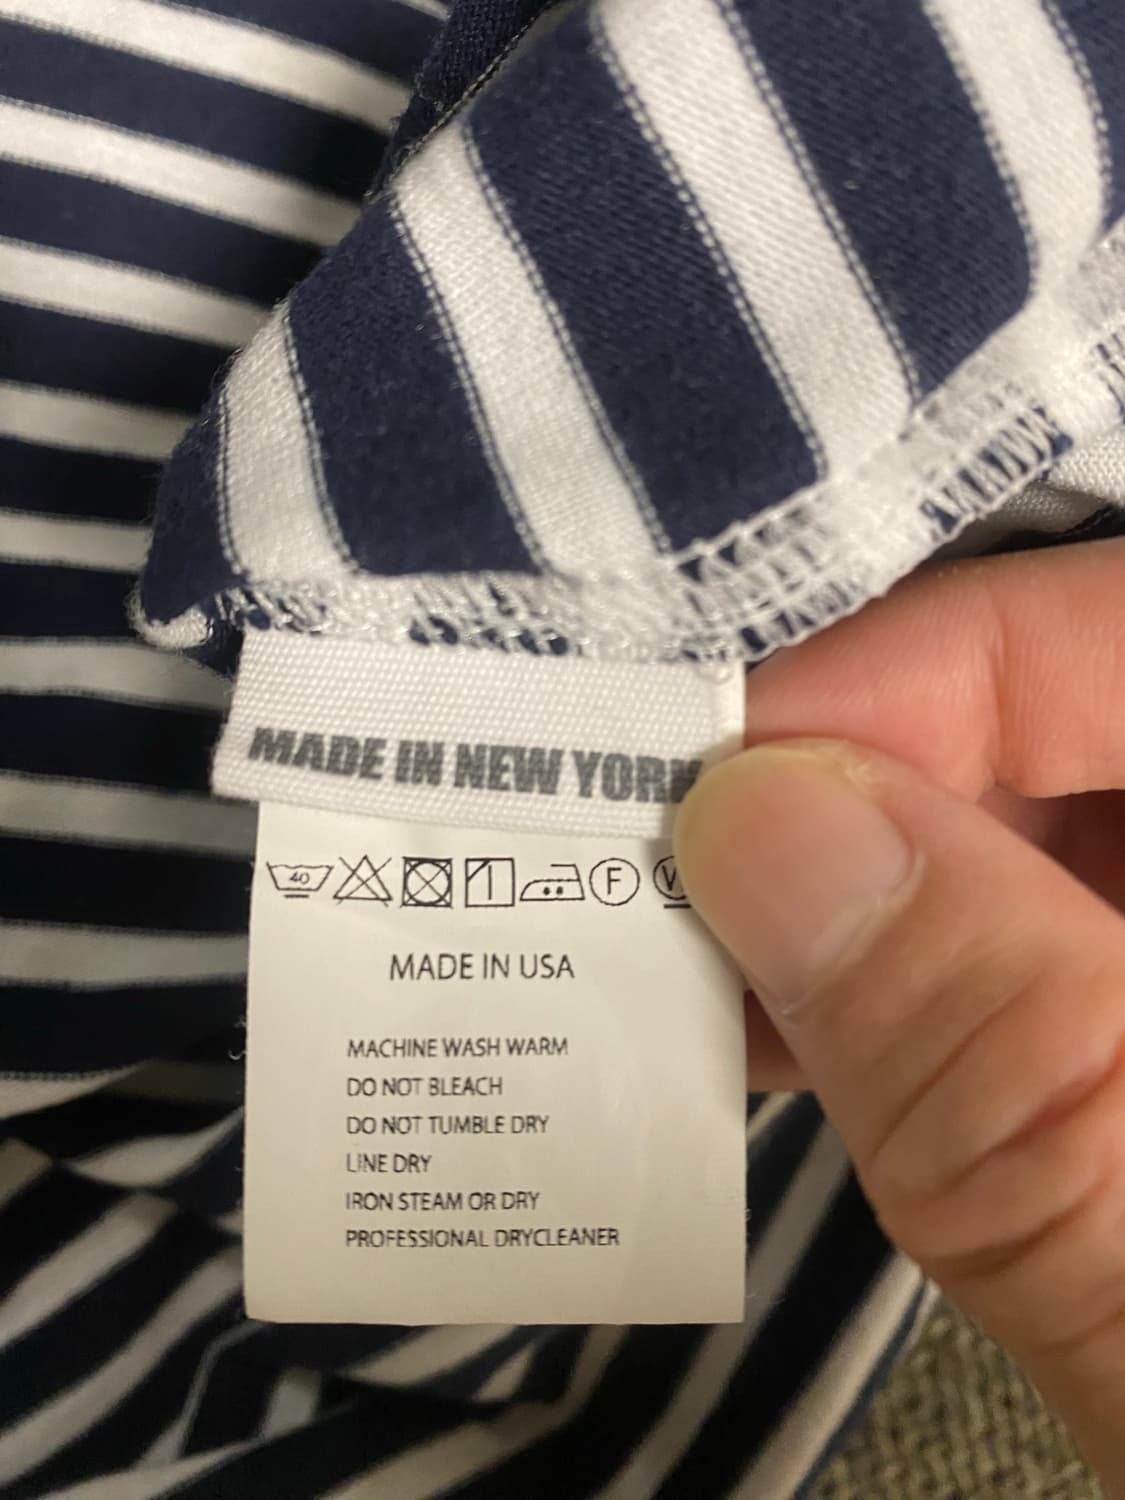 MADE IN NEW YORK
40 F W
MADE IN USA
MACHINE WASH WARM
DO NOT BLEACH
DO NOT TUMBLE DRY
LINE DRY
IRON STEAM OR DRY
PROFESSIONAL DRYCLEANER